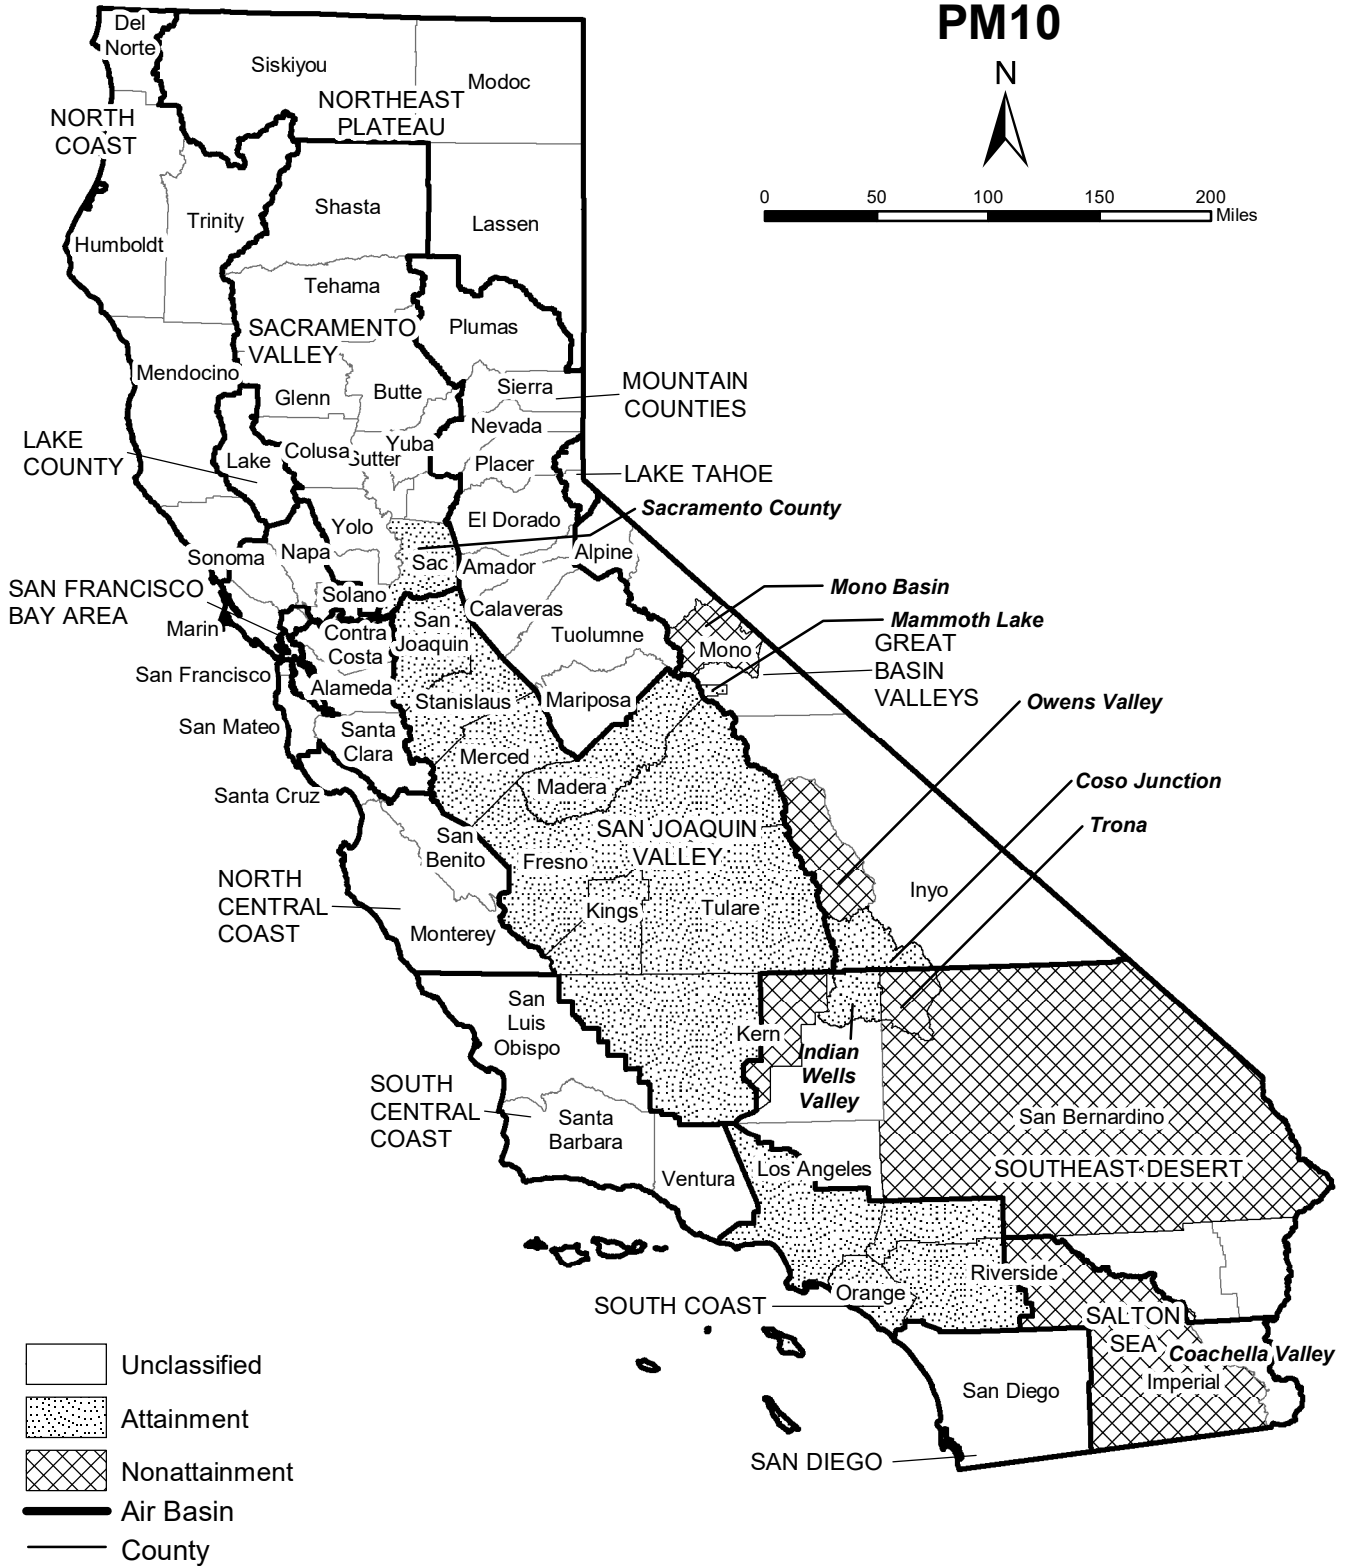 PM10
N
0 50 100 150 200
Miles
Del
Norte
Siskiyou
Modoc
NORTHEAST
PLATEAU
NORTH
COAST
Shasta
Trinity
Lassen
Humboldt
Tehama
SACRAMENTO
VALLEY
Plumas
Mendocino
Sierra
MOUNTAIN
COUNTIES
Glenn
Butte
Nevada
LAKE
COUNTY
Lake
Colusa
Sutter
Yuba
Placer
LAKE TAHOE
Sacramento County
Yolo
El Dorado
Sonoma
Napa
Sac
Amador
Alpine
SAN FRANCISCO
BAY AREA
Solano
Mono Basin
Marin
Calaveras
Mammoth Lake
San
Joaquin
Contra
Costa
Tuolumne
Mono
GREAT
BASIN
VALLEYS
San Francisco
Alameda
Stanislaus
Mariposa
Owens Valley
San Mateo
Santa
Clara
Merced
Coso Junction
Santa Cruz
Madera
Trona
SAN JOAQUIN
VALLEY
San
Benito
Fresno
Inyo
NORTH
CENTRAL
COAST
Kings
Tulare
Monterey
San
Luis
Obispo
Kern
Indian
Wells
Valley
SOUTH
CENTRAL
COAST
Santa
Barbara
San Bernardino
SOUTHEAST DESERT
Ventura
Los Angeles
Riverside
Orange
SOUTH COAST
SALTON
SEA
Coachella Valley
Imperial
San Diego
SAN DIEGO
Unclassified
Attainment
Nonattainment
Air Basin
County